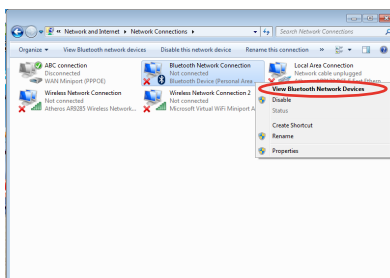 « Network and Internet ▸ Network Connections ▸
Search Network Connections
Organize ▾ View Bluetooth network devices Disable this network device Rename this connection »
ABC connection
Disconnected
WAN Miniport (PPPOE)
Bluetooth Network Connection
Not connected
Bluetooth Device (Personal Area...
Local Area Connection
Network cable unplugged
Wireless Network Connection
Not connected
Atheros AR9285 Wireless Network...
Wireless Network Connection 2
Not connected
Microsoft Virtual WiFi Miniport A
View Bluetooth Network Devices
Disable
Status
Create Shortcut
Rename
Properties